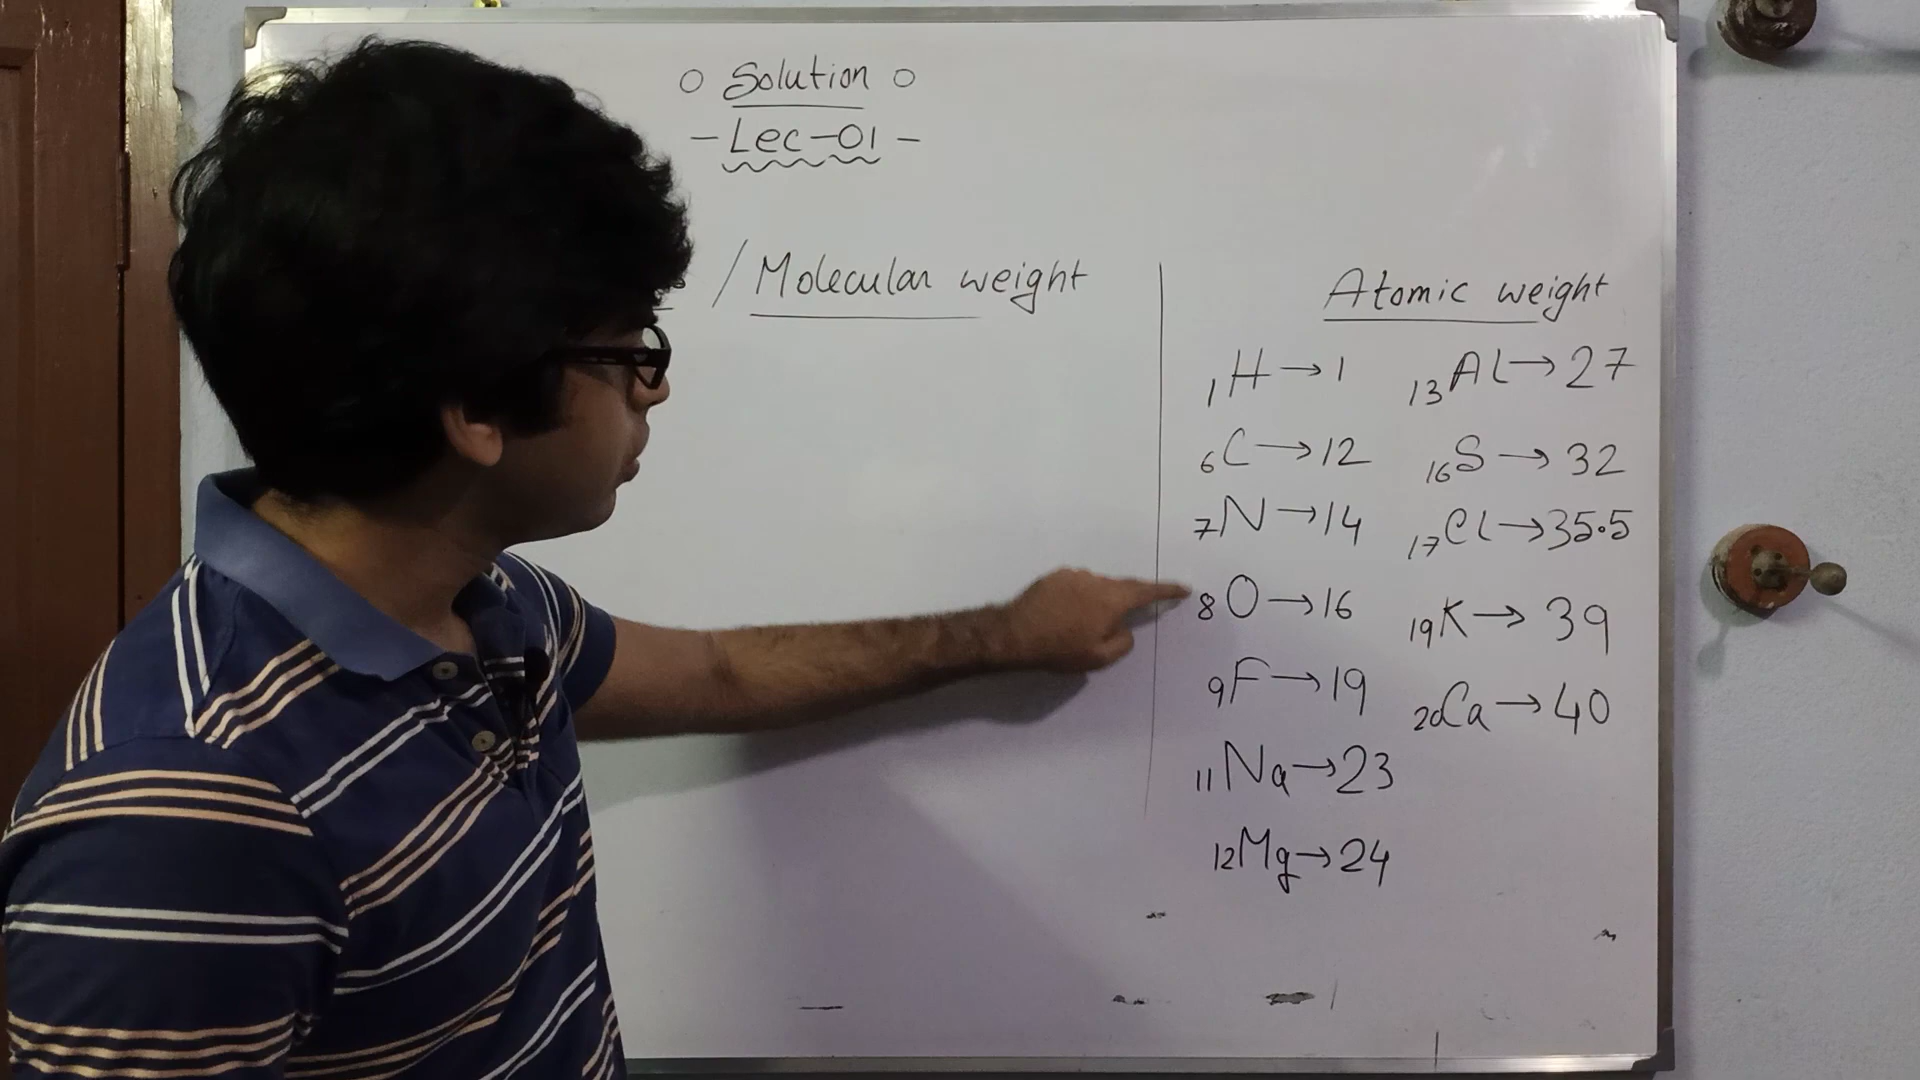 Solution
- Lec-01 -
/ Molecular weight
Atomic weight
1H → 1
6C → 12
7N → 14
8O → 16
9F → 19
11Na → 23
12Mg → 24
13Al → 27
16S → 32
17Cl → 35.5
19K → 39
20Ca → 40